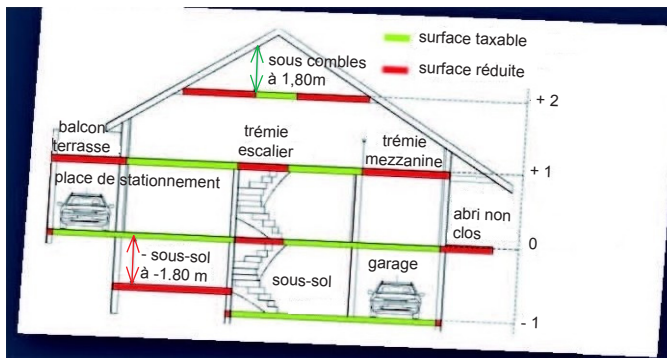 surface taxable
surface réduite
sous combles
à 1,80m
+ 2
balcon
terrasse
trémie
escalier
trémie
mezzanine
+ 1
place de stationnement
abri non
clos
0
- sous-sol
à -1.80 m
sous-sol
garage
- 1